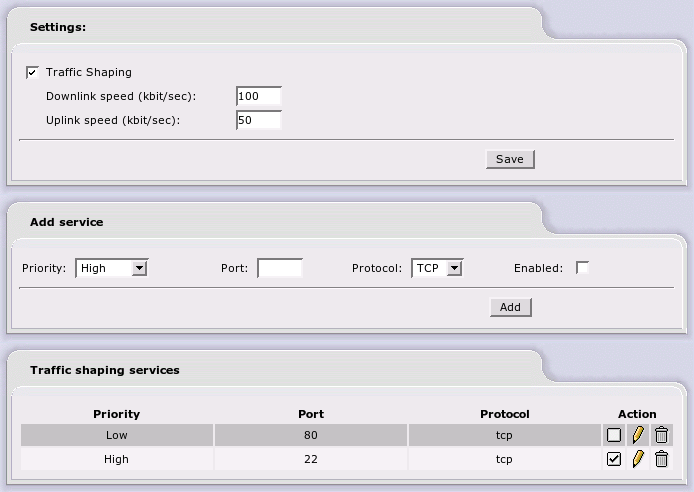 Settings:
Traffic Shaping
Downlink speed (kbit/sec): 100
Uplink speed (kbit/sec): 50
Save
Add service
Priority: High Port: Protocol: TCP Enabled:
Add
Traffic shaping services
Priority Port Protocol Action
Low 80 tcp
High 22 tcp